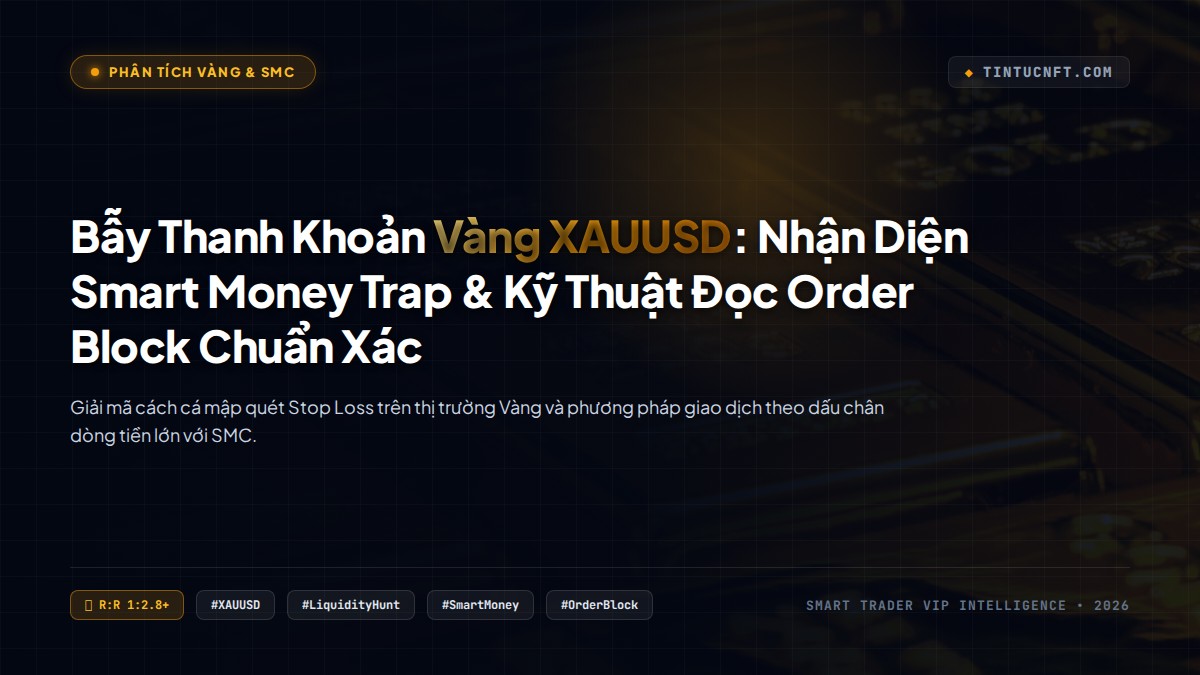 PHÂN TÍCH VÀNG & SMC
◆ TINTUCNFT.COM
Bẫy Thanh Khoản Vàng XAUUSD: Nhận Diện
Smart Money Trap & Kỹ Thuật Đọc Order
Block Chuẩn Xác
Giải mã cách cá mập quét Stop Loss trên thị trường Vàng và phương pháp giao dịch theo dấu chân
dòng tiền lớn với SMC.
R:R 1:2.8+
#XAUUSD
#LiquidityHunt
#SmartMoney
#OrderBlock
SMART TRADER VIP INTELLIGENCE • 2026